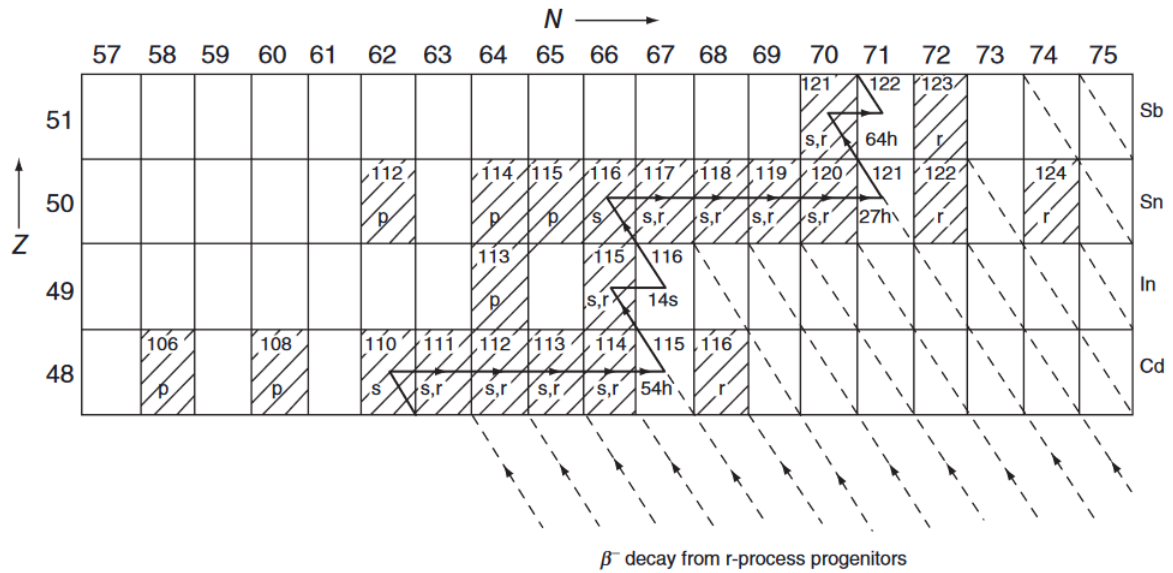 N
57 58 59 60 61 62 63 64 65 66 67 68 69 70 71 72 73 74 75
121 122 123
51 Sb
s,r 64h r
112 114 115 116 117 118 119 120 121 122 124
50 Sn
p p p s s,r s,r s,r s,r 27h r r
Z
113 115 116
49 In
p s,r 14s
106 108 110 111 112 113 114 115 116
48 Cd
p p s s,r s,r s,r s,r 54h r
β− decay from r-process progenitors